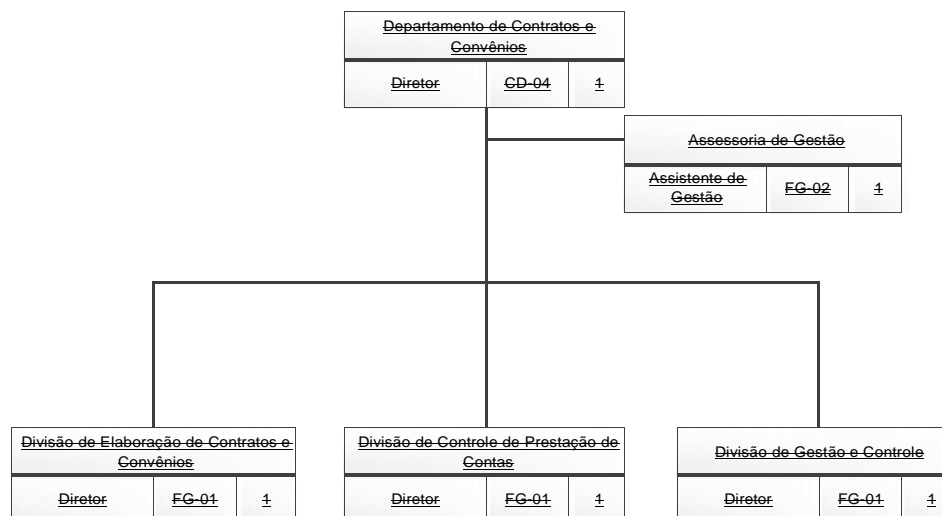 Departamento de Contratos e
Convênios
Diretor CD-04 1
Assessoria de Gestão
Assistente de
Gestão
FG-02 1
Divisão de Elaboração de Contratos e
Convênios
Diretor FG-01 1
Divisão de Controle de Prestação de
Contas
Diretor FG-01 1
Divisão de Gestão e Controle
Diretor FG-01 1